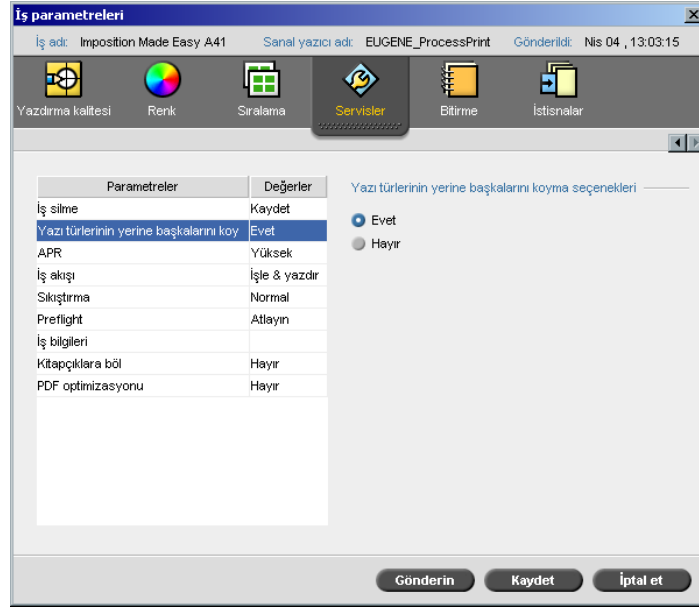 İş parametreleri
İş adı: Imposition Made Easy A41 Sanal yazıcı adı: EUGENE_ProcessPrint Gönderildi: Nis 04 , 13:03:15
Yazdırma kalitesi Renk Sıralama Servisler Bitirme İstisnalar
Parametreler Değerler
İş silme Kaydet
Yazı türlerinin yerine başkalarını koy Evet
APR Yüksek
İş akışı İşle & yazdır
Sıkıştırma Normal
Preflight Atlayın
İş bilgileri
Kitapçıklara böl Hayır
PDF optimizasyonu Hayır
Yazı türlerinin yerine başkalarını koyma seçenekleri
Evet
Hayır
Gönderin Kaydet İptal et